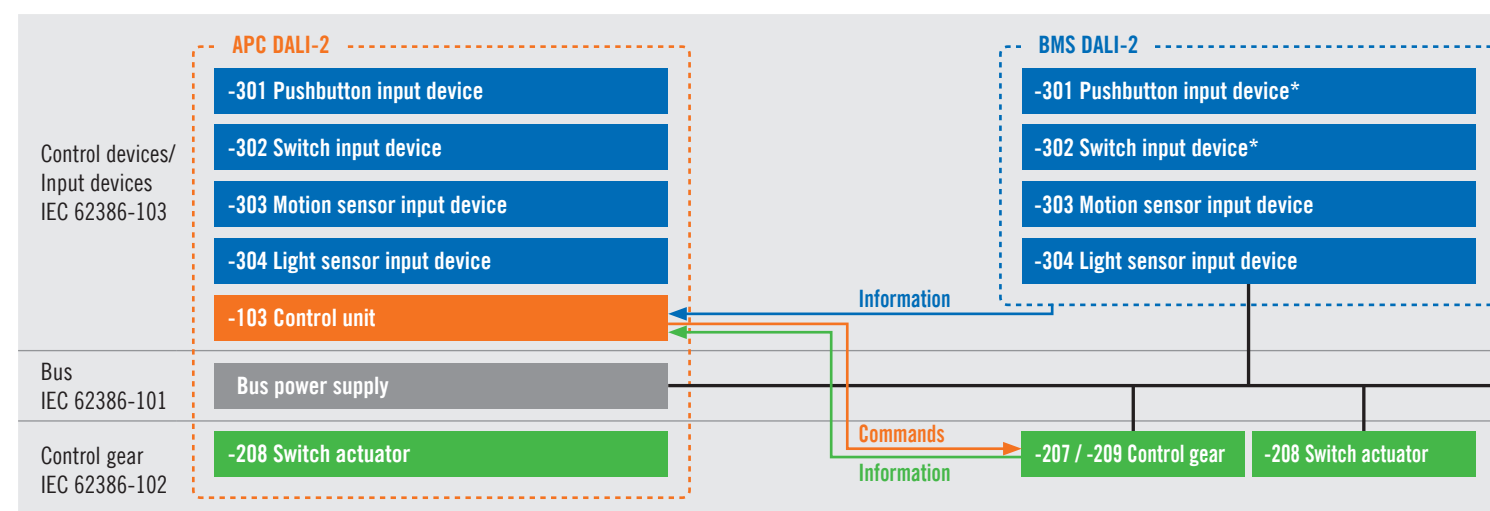 APC DALI-2
BMS DALI-2
Control devices/
Input devices
IEC 62386-103
-301 Pushbutton input device
-302 Switch input device
-303 Motion sensor input device
-304 Light sensor input device
-103 Control unit
-301 Pushbutton input device*
-302 Switch input device*
-303 Motion sensor input device
-304 Light sensor input device
Information
Bus
IEC 62386-101
Bus power supply
Control gear
IEC 62386-102
-208 Switch actuator
Commands
Information
-207 / -209 Control gear
-208 Switch actuator